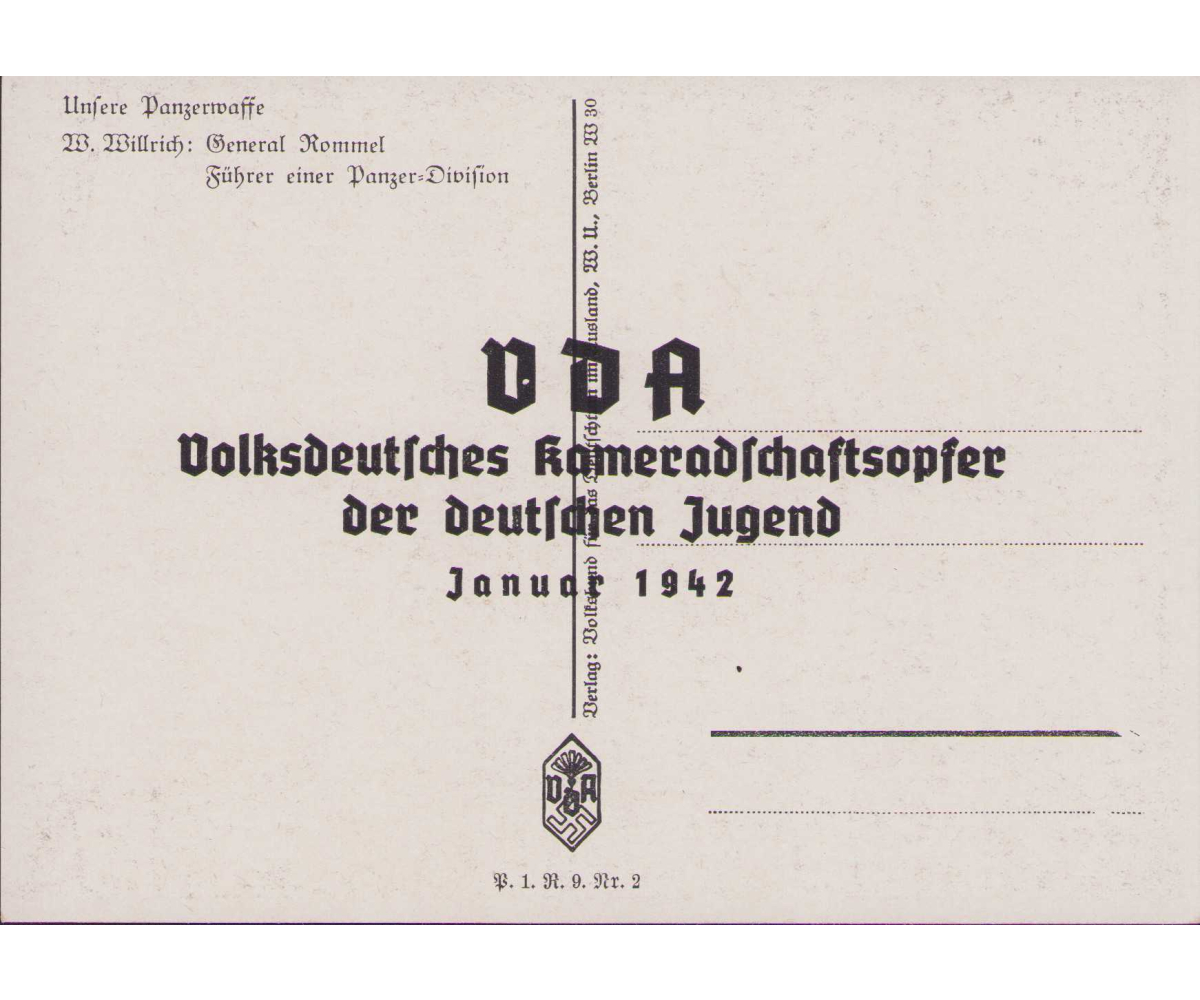 Unsere Panzerwaffe
W. Willrich: General Rommel
Führer einer Panzer-Division
Verlag: Volksbund für das Deutschtum im Ausland, W. U., Berlin W 30
VDA
Volksdeutsches Kameradschaftsopfer
der deutschen Jugend
Januar 1942
VDA
P. 1. R. 9. Nr. 2